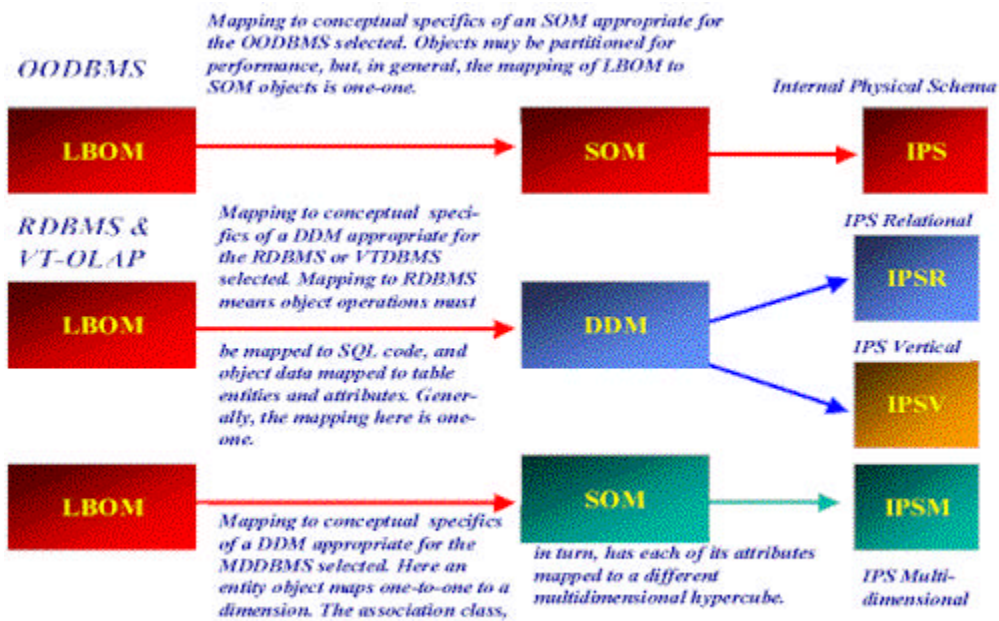 Mapping to conceptual specifics of an SOM appropriate for
the OODBMS selected. Objects may be partitioned for
performance, but, in general, the mapping of LBOM to
SOM objects is one-one.
OODBMS
Internal Physical Schema
LBOM
SOM
IPS
RDBMS &
VT-OLAP
Mapping to conceptual speci-
fics of a DDM appropriate for
the RDBMS or VTDBMS
selected. Mapping to RDBMS
means object operations must
IPS Relational
IPSR
LBOM
DDM
be mapped to SQL code, and
object data mapped to table
entities and attributes. Gener-
ally, the mapping here is one-
one.
IPS Vertical
IPSV
LBOM
SOM
IPSM
Mapping to conceptual specifics
of a DDM appropriate for the
MDDBMS selected. Here an
entity object maps one-to-one to a
dimension. The association class,
in turn, has each of its attributes
mapped to a different
multidimensional hypercube.
IPS Multi-
dimensional